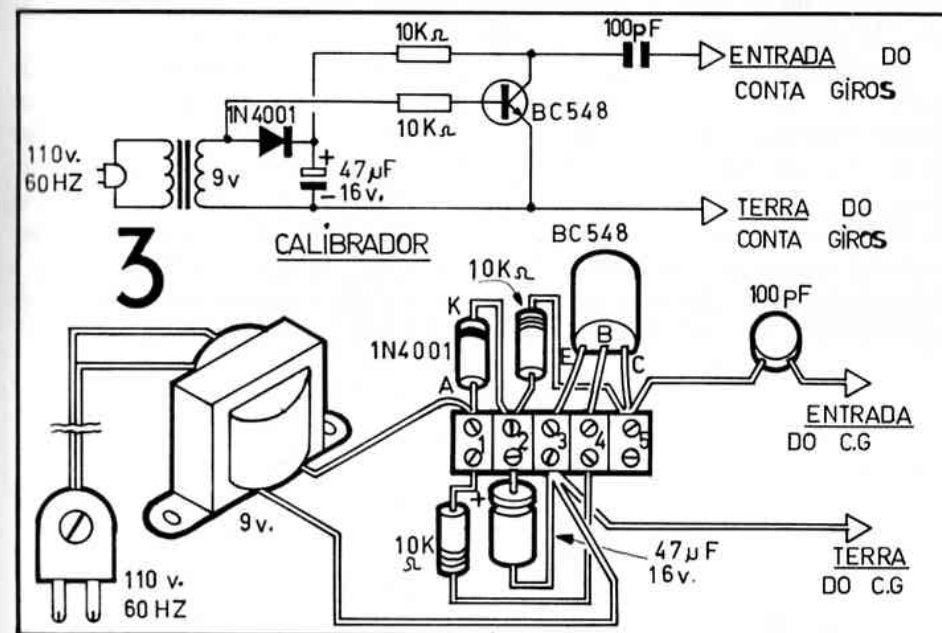 10KΩ
100pF
ENTRADA DO
CONTA GIROS
1N4001
10KΩ
BC548
110v.
60HZ
9v
+
47µF
-16v.
TERRA DO
CONTA GIROS
3
CALIBRADOR
BC548
10KΩ
K
1N4001
A
E
B
C
100pF
1
2
3
4
5
ENTRADA
DO C.G
9v.
+
10K
Ω
47µF
16v.
TERRA
DO C.G
110 v.
60 HZ